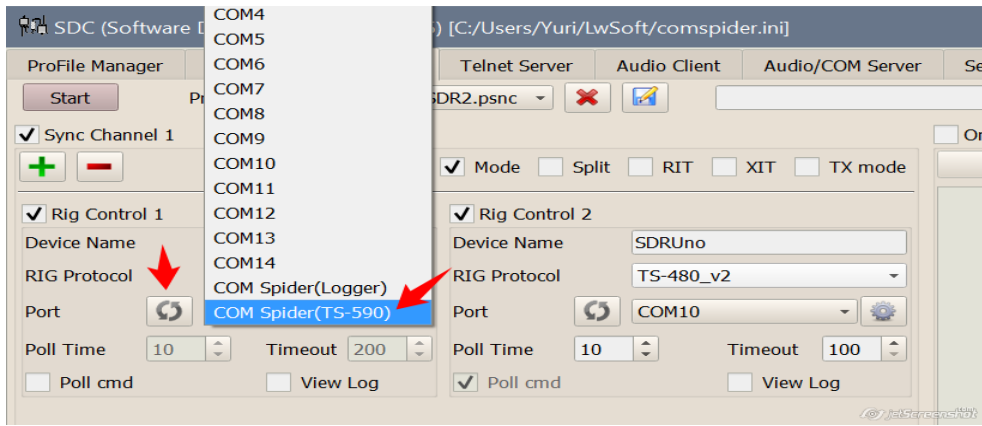 SDC (Software D
) [C:/Users/Yuri/LwSoft/comspider.ini]
ProFile Manager
Telnet Server
Audio Client
Audio/COM Server
Se
Start
Pr
SDR2.psnc
Sync Channel 1
Mode
Split
RIT
XIT
TX mode
COM4
COM5
COM6
COM7
COM8
COM9
COM10
COM11
COM12
COM13
COM14
COM Spider(Logger)
COM Spider(TS-590)
Rig Control 1
Device Name
RIG Protocol
Port
Poll Time 10 Timeout 200
Poll cmd View Log
Rig Control 2
Device Name SDRUno
RIG Protocol TS-480_v2
Port COM10
Poll Time 10 Timeout 100
Poll cmd View Log
jetScreenshot